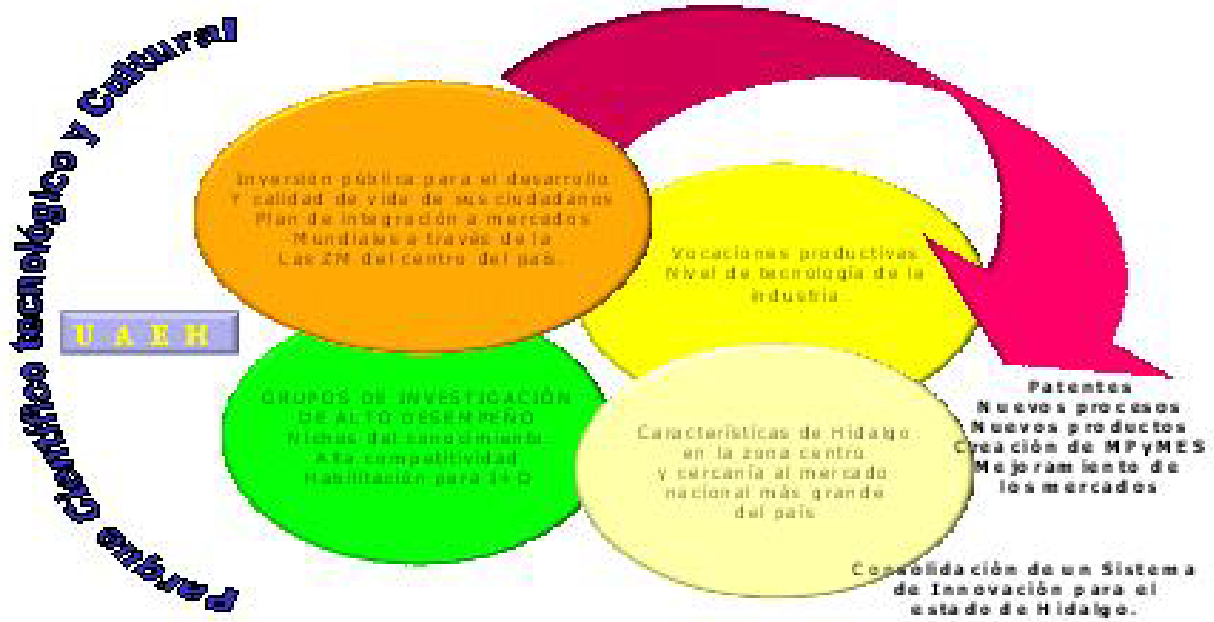 Parque Científico tecnológico y Cultural
U A E H
Inversión pública para el desarrollo
Y calidad de vida de sus ciudadanos
Plan de integración a mercados
Mundiales a través de la
Las ZM del centro del país.
Vocaciones productivas
Nivel de tecnología de la
industria
GRUPOS DE INVESTIGACIÓN
DE ALTO DESEMPEÑO
Nichos del conocimiento
Alta competitividad
Habilitación para I+D
Características de Hidalgo
en la zona centro
y cercanía al mercado
nacional más grande
del país
Patentes
Nuevos procesos
Nuevos productos
Creación de MPyMES
Mejoramiento de
los mercados
Consolidación de un Sistema
de Innovación para el
estado de Hidalgo.